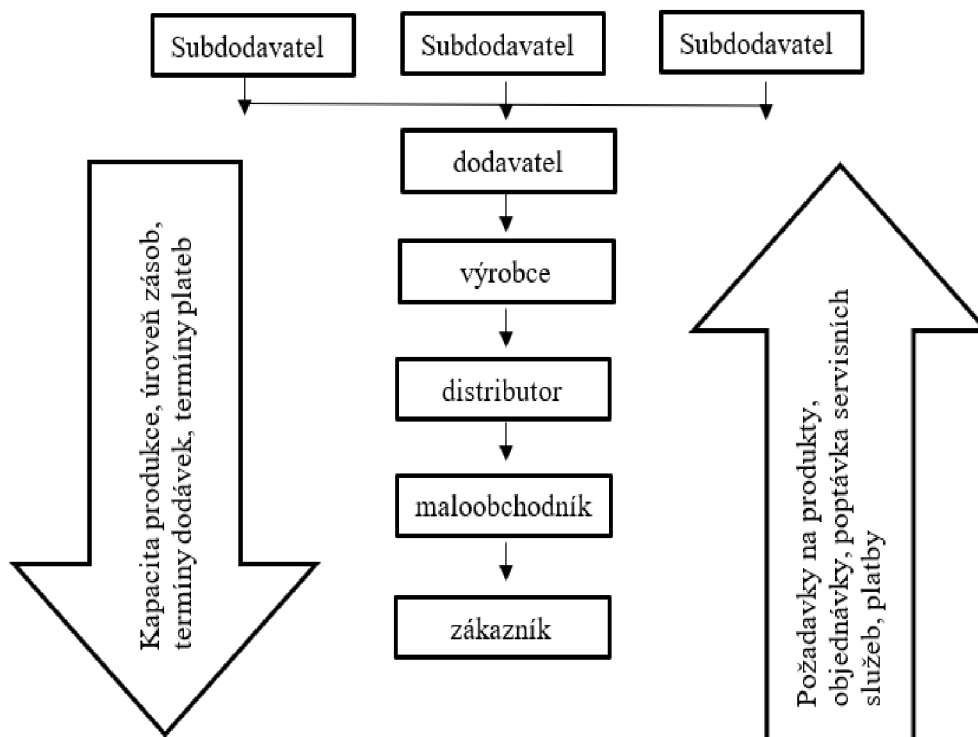 Subdodavatel
Subdodavatel
Subdodavatel
dodavatel
výrobce
distributor
maloobchodník
zákazník
Kapacita produkce, úroveň zásob,
termíny dodávek, termíny plateb
Požadavky na produkty,
objednávky, poptávka servisních
služeb, platby